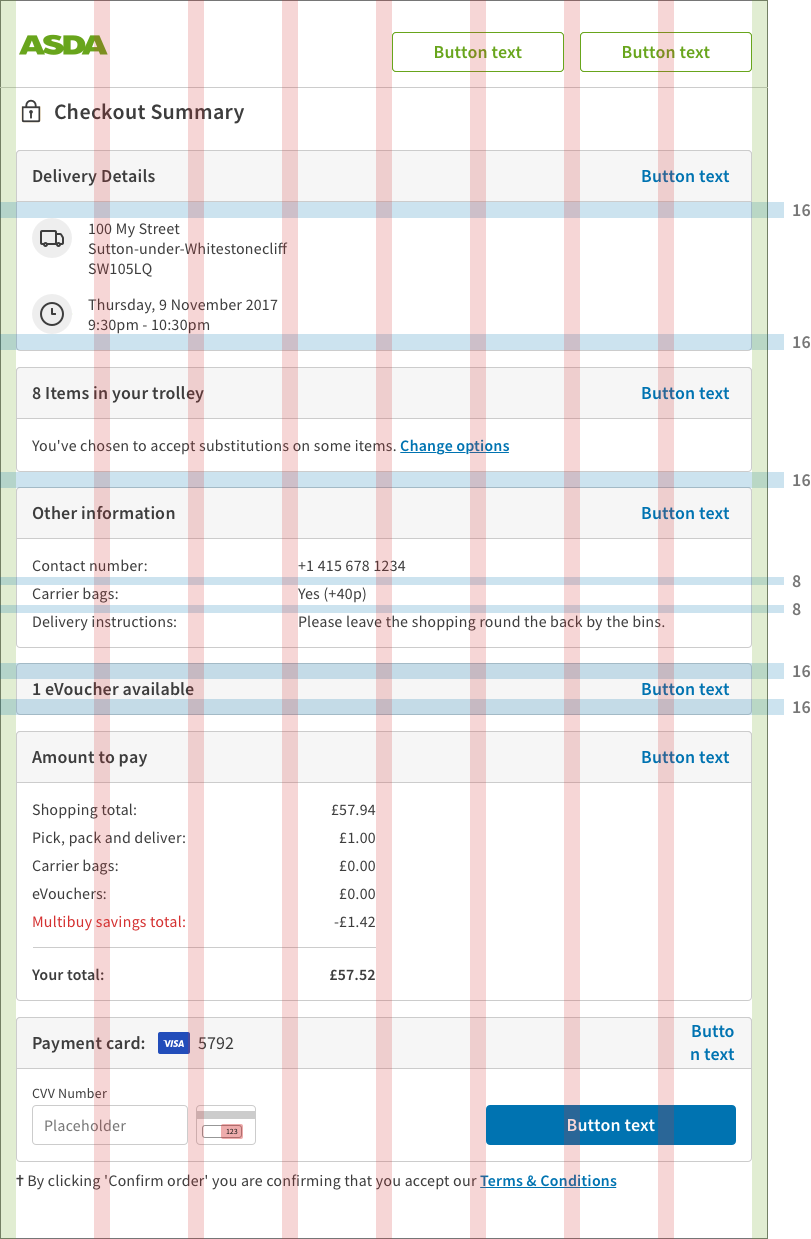 ASDA
Button text
Button text
Checkout Summary
Delivery Details
Button text
16
100 My Street
Sutton-under-Whitestonecliff
SW105LQ
Thursday, 9 November 2017
9:30pm - 10:30pm
16
8 Items in your trolley
Button text
You've chosen to accept substitutions on some items. Change options
16
Other information
Button text
Contact number:
+1 415 678 1234
8
Carrier bags:
Yes (+40p)
8
Delivery instructions:
Please leave the shopping round the back by the bins.
16
1 eVoucher available
Button text
16
Amount to pay
Button text
Shopping total:
£57.94
Pick, pack and deliver:
£1.00
Carrier bags:
£0.00
eVouchers:
£0.00
Multibuy savings total:
-£1.42
Your total:
£57.52
Payment card:
VISA
5792
Butto
n text
CVV Number
Placeholder
123
Button text
† By clicking 'Confirm order' you are confirming that you accept our Terms & Conditions